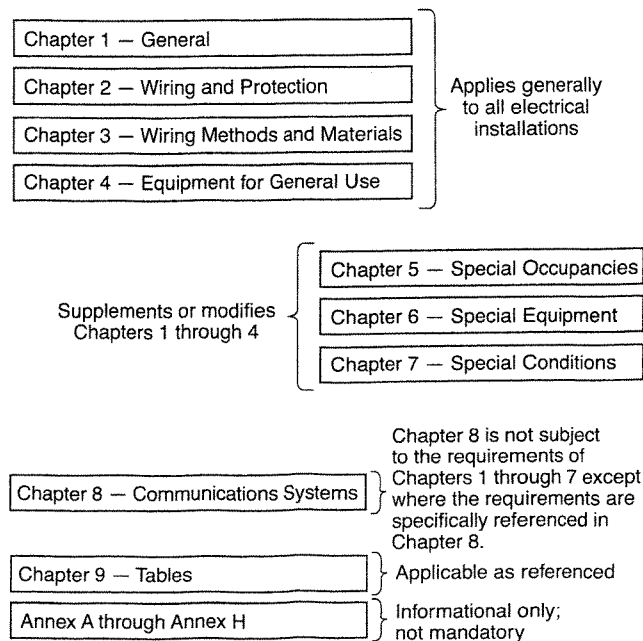 Chapter 1 — General
Chapter 2 — Wiring and Protection
Chapter 3 — Wiring Methods and Materials
Chapter 4 — Equipment for General Use
Applies generally
to all electrical
installations
Supplements or modifies
Chapters 1 through 4
Chapter 5 — Special Occupancies
Chapter 6 — Special Equipment
Chapter 7 — Special Conditions
Chapter 8 — Communications Systems
Chapter 8 is not subject
to the requirements of
Chapters 1 through 7 except
where the requirements are
specifically referenced in
Chapter 8.
Chapter 9 — Tables
Applicable as referenced
Annex A through Annex H
Informational only;
not mandatory